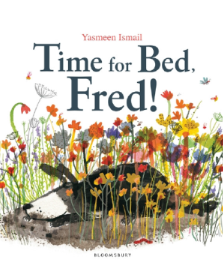 Yasmeen Ismail
Time for Bed,
Fred!
BLOOMSBURY